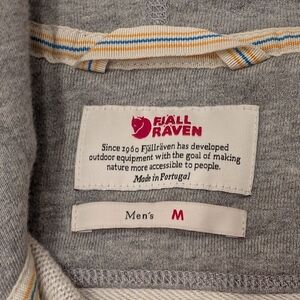 FJÄLL
RÄVEN
Since 1960 Fjällräven has developed
outdoor equipment with the goal of making
nature more accessible to people.
Made in Portugal
Men's M